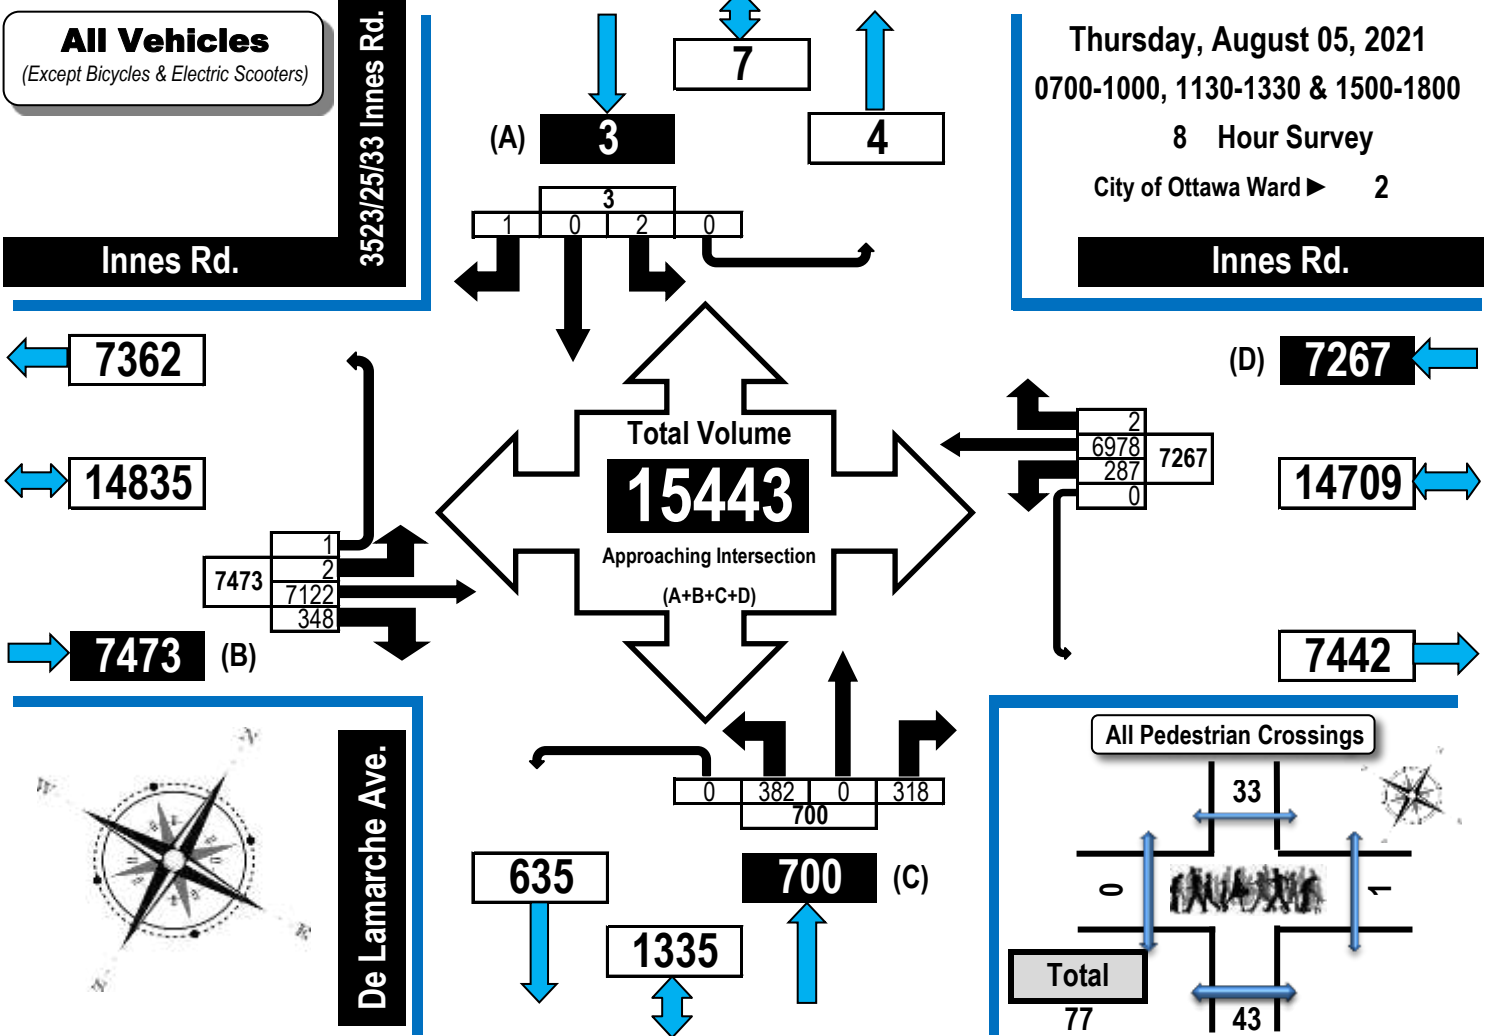 All Vehicles
(Except Bicycles & Electric Scooters)
3523/25/33 Innes Rd.
Innes Rd.
7
(A)
3
4
3
1 0 2 0
Thursday, August 05, 2021
0700-1000, 1130-1330 & 1500-1800
8 Hour Survey
City of Ottawa Ward ► 2
Innes Rd.
7362
14835
7473
1
2
7122
348
7473
(B)
Total Volume
15443
Approaching Intersection
(A+B+C+D)
(D)
7267
2
6978
287
0
7267
14709
7442
De Lamarche Ave.
N
W
E
S
0 382 0 318
700
635
1335
700
(C)
All Pedestrian Crossings
33
0
1
Total
77
43